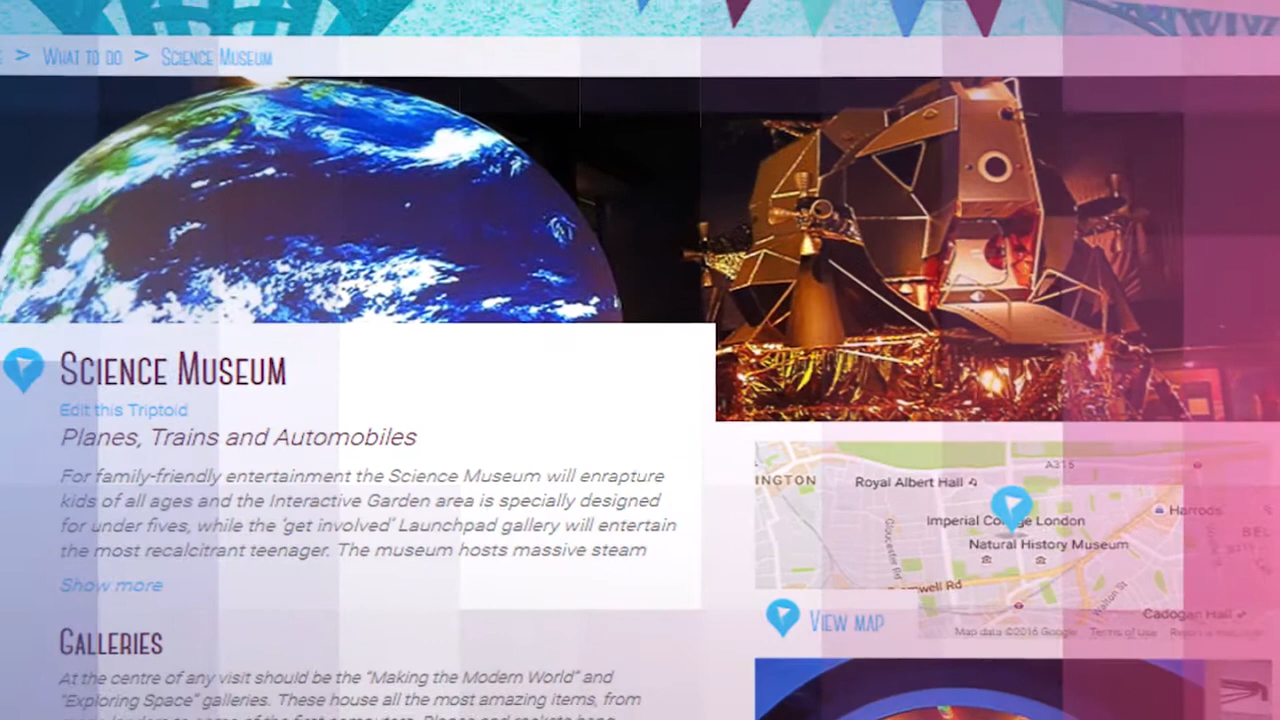 > What to do > Science Museum
Science Museum
Edit this Triptoid
Planes, Trains and Automobiles
For family-friendly entertainment the Science Museum will enrapture
kids of all ages and the Interactive Garden area is specially designed
for under fives, while the 'get involved' Launchpad gallery will entertain
the most recalcitrant teenager. The museum hosts massive steam
Show more
Galleries
At the centre of any visit should be the "Making the Modern World" and
"Exploring Space" galleries. These house all the most amazing items, from
INGTON
A315
Royal Albert Hall
Harrods
Imperial College London
Natural History Museum
Gloucester Rd
Walton St
Cadogan Hall
Map data ©2016 Google Terms of Use
View map